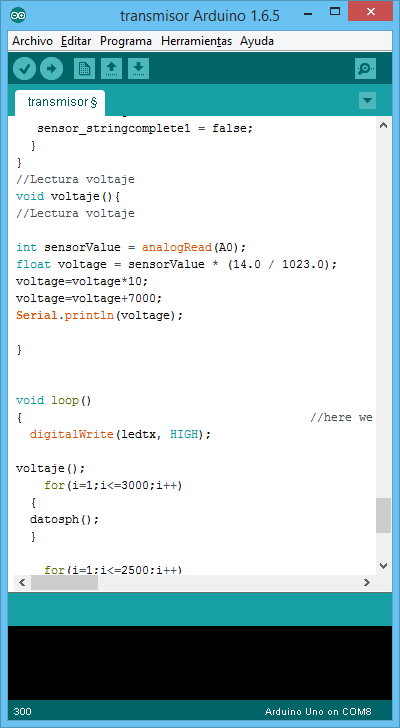 transmisor Arduino 1.6.5
Archivo Editar Programa Herramientas Ayuda
transmisor §
sensor_stringcomplete1 = false;
}
}
//Lectura voltaje
void voltaje(){
//Lectura voltaje
int sensorValue = analogRead(A0);
float voltage = sensorValue * (14.0 / 1023.0);
voltage=voltage*10;
voltage=voltage+7000;
Serial.println(voltage);
}
void loop()
{ //here we
digitalWrite(ledtx, HIGH);
voltaje();
for(i=1;i<=3000;i++)
{
datosph();
}
for(i=1;i<=2500;i++)
300 Arduino Uno on COM8